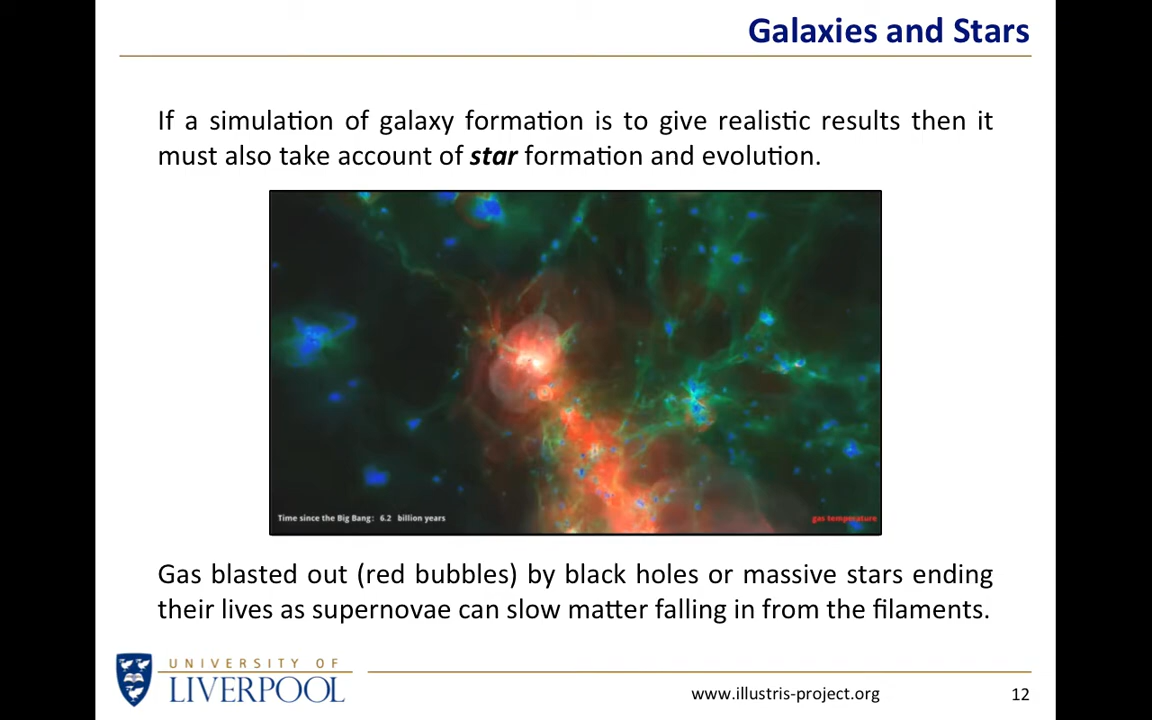 Galaxies and Stars
If a simulation of galaxy formation is to give realistic results then it
must also take account of star formation and evolution.
Time since the Big Bang: 6.2 billion years
gas temperature
Gas blasted out (red bubbles) by black holes or massive stars ending
their lives as supernovae can slow matter falling in from the filaments.
UNIVERSITY OF
LIVERPOOL
www.illustris-project.org
12